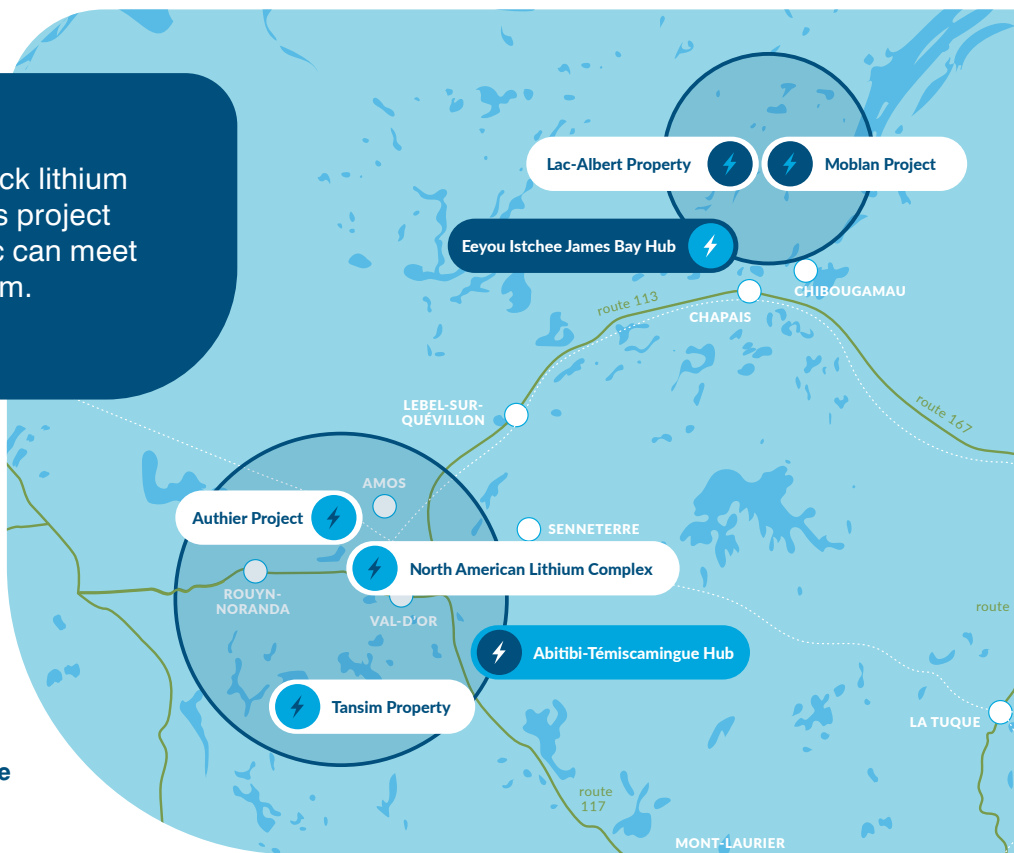 ck lithium
s project
c can meet
m.
Lac-Albert Property
Moblan Project
Eeyou Istchee James Bay Hub
CHIBOUGAMAU
route 113
CHAPAIS
LEBEL-SUR-
QUÉVILLON
route 167
AMOS
Authier Project
SENNETERRE
North American Lithium Complex
ROUYN-
NORANDA
VAL-D'OR
route
Abitibi-Témiscamingue Hub
Tansim Property
LA TUQUE
e
route
117
MONT-LAURIER